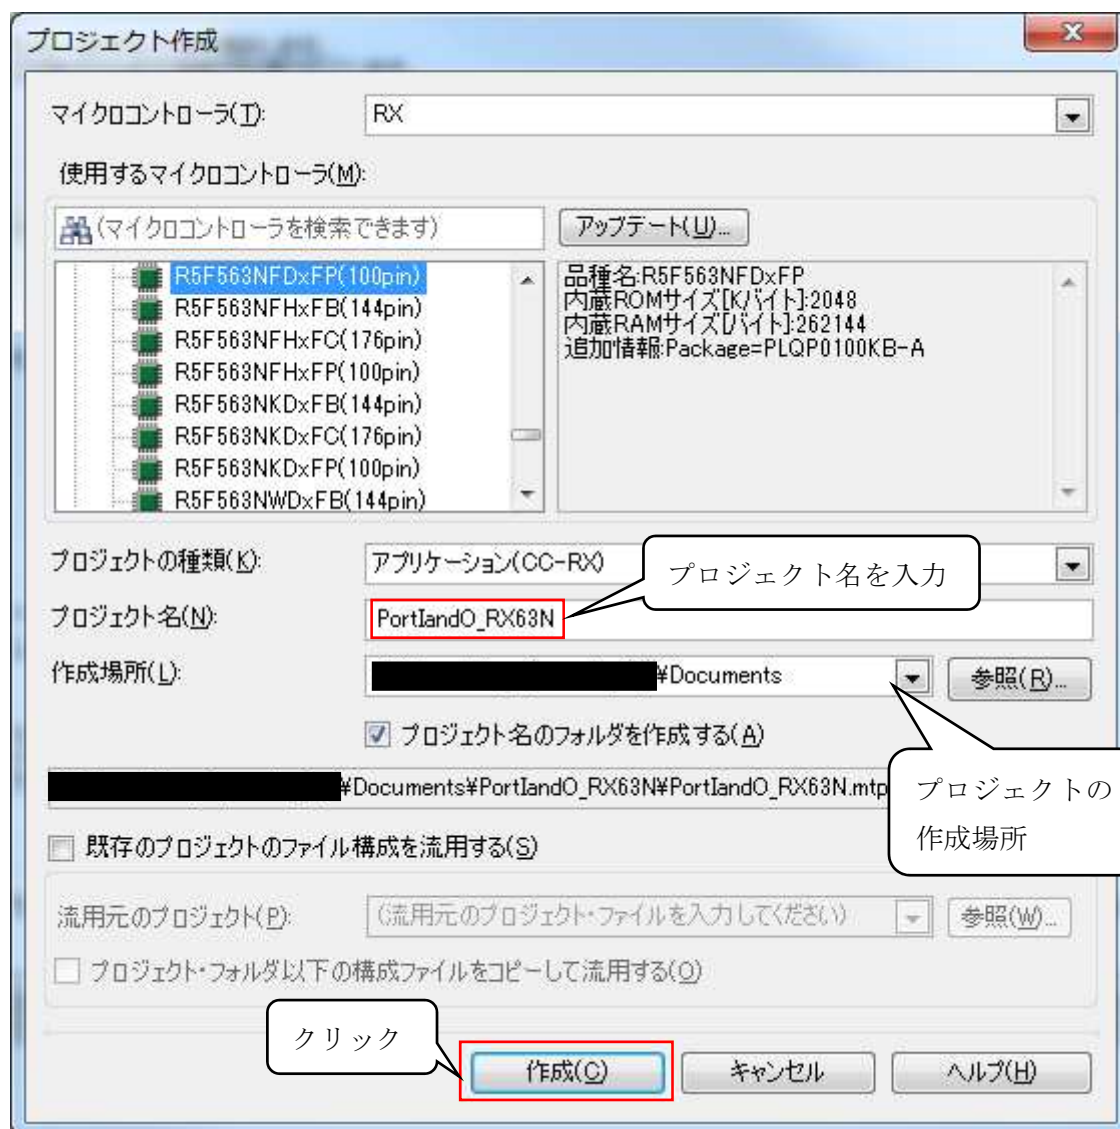 プロジェクト作成
マイクロコントローラ(T): RX
使用するマイクロコントローラ(M):
(マイクロコントローラを検索できます) アップデート(U)...
R5F563NFDxFP(100pin)
R5F563NFHxFB(144pin)
R5F563NFHxFC(176pin)
R5F563NFHxFP(100pin)
R5F563NKDxFB(144pin)
R5F563NKDxFC(176pin)
R5F563NKDxFP(100pin)
R5F563NWDxFB(144pin)
品種名:R5F563NFDxFP
内蔵ROMサイズ[Kバイト]:2048
内蔵RAMサイズ[バイト]:262144
追加情報:Package=PLQP0100KB-A
プロジェクトの種類(K): アプリケーション(CC-RX)
プロジェクト名を入力
プロジェクト名(N): PortIandO_RX63N
作成場所(L): ¥Documents 参照(R)...
プロジェクト名のフォルダを作成する(A)
¥Documents¥PortIandO_RX63N¥PortIandO_RX63N.mtp
プロジェクトの
作成場所
既存のプロジェクトのファイル構成を流用する(S)
流用元のプロジェクト(P): (流用元のプロジェクト・ファイルを入力してください) 参照(W)...
プロジェクト・フォルダ以下の構成ファイルをコピーして流用する(O)
クリック
作成(C) キャンセル ヘルプ(H)